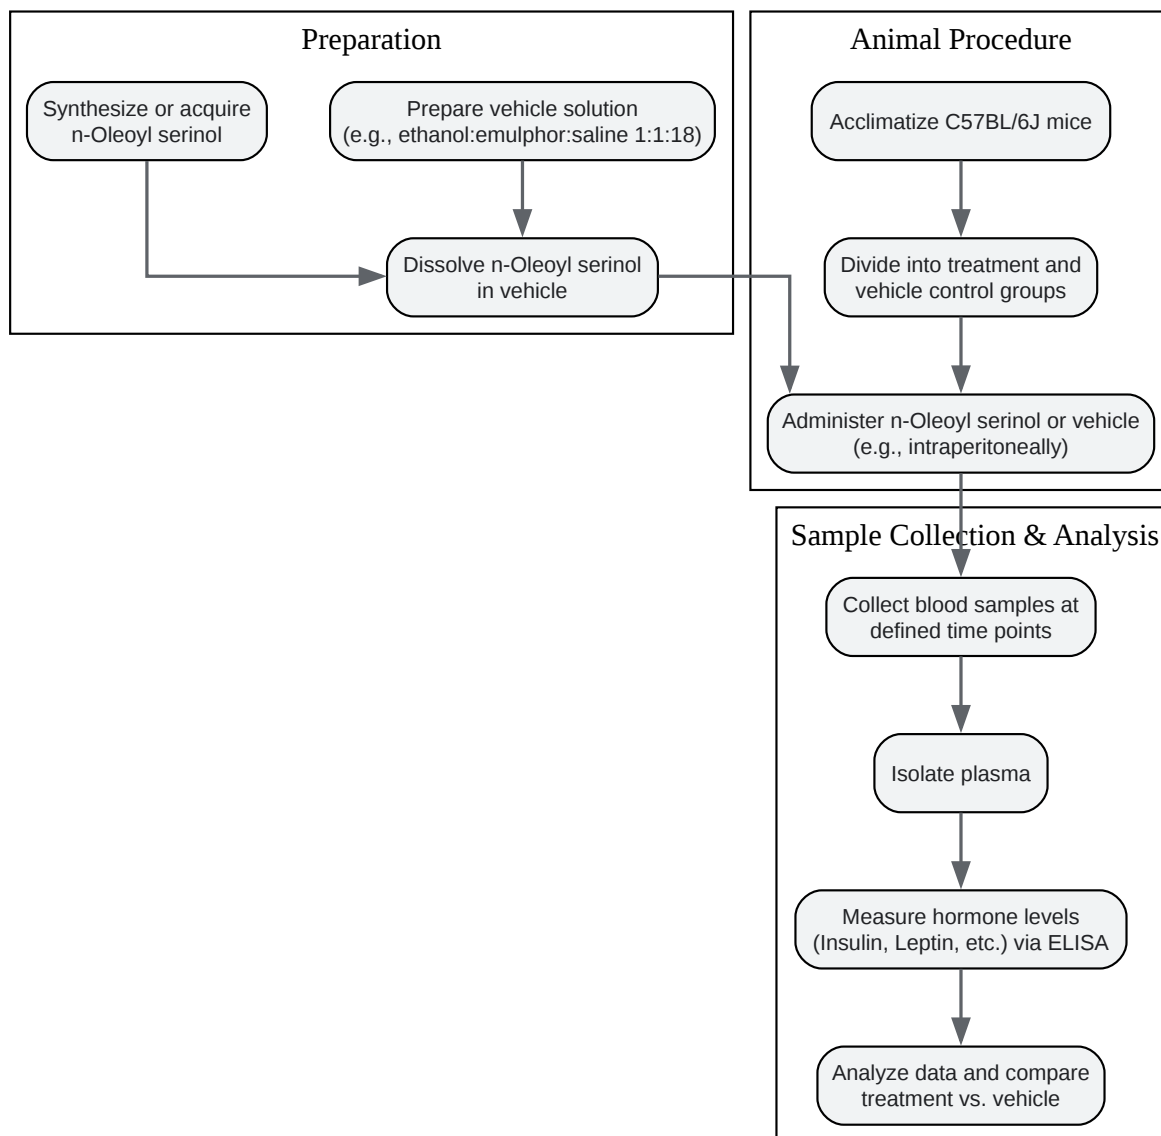 Preparation
Synthesize or acquire
n-Oleoyl serinol
Prepare vehicle solution
(e.g., ethanol:emulphor:saline 1:1:18)
Dissolve n-Oleoyl serinol
in vehicle
Animal Procedure
Acclimatize C57BL/6J mice
Divide into treatment and
vehicle control groups
Administer n-Oleoyl serinol or vehicle
(e.g., intraperitoneally)
Sample Collection & Analysis
Collect blood samples at
defined time points
Isolate plasma
Measure hormone levels
(Insulin, Leptin, etc.) via ELISA
Analyze data and compare
treatment vs. vehicle